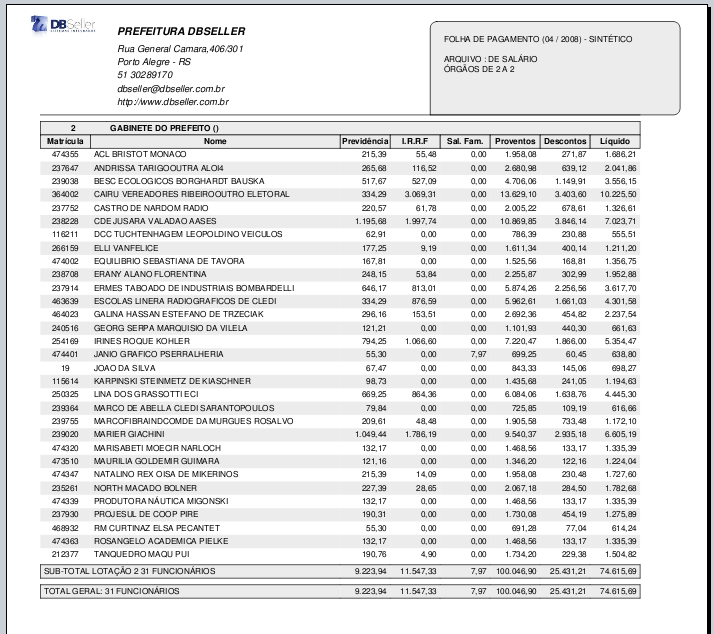 DBSeller
PREFEITURA DBSELLER
Rua General Camara,406/301
Porto Alegre - RS
51 30289170
dbseller@dbseller.com.br
http://www.dbseller.com.br
FOLHA DE PAGAMENTO (04 / 2008) - SINTÉTICO
ARQUIVO : DE SALÁRIO
ÓRGÃOS DE 2 A 2
2 GABINETE DO PREFEITO ()
Matrícula Nome Previdência I.R.R.F Sal. Fam. Proventos Descontos Líquido
474355 ACL BRISTOT MONACO 215,39 55,48 0,00 1.958,08 271,87 1.686,21
237647 ANDRISSA TARIGOOUTRA ALOI4 265,68 116,52 0,00 2.680,98 639,12 2.041,86
239038 BESC ECOLOGICOS BORGHARDT BAUSKA 517,67 527,09 0,00 4.706,06 1.149,91 3.556,15
364002 CAIRU VEREADORES RIBEIROOUTRO ELETORAL 334,29 3.069,31 0,00 13.629,10 3.403,60 10.225,50
237752 CASTRO DE NARDOM RADIO 220,57 61,78 0,00 2.005,22 678,61 1.326,61
238228 CDE JUSARA VALADAO AASES 1.195,68 1.997,74 0,00 10.869,85 3.846,14 7.023,71
116211 DCC TUCHTENHAGEM LEOPOLDINO VEICULOS 62,91 0,00 0,00 786,39 230,88 555,51
266159 ELLI VANFELICE 177,25 9,19 0,00 1.611,34 400,14 1.211,20
474002 EQUILIBRIO SEBASTIANA DE TAVORA 167,81 0,00 0,00 1.525,56 168,81 1.356,75
238708 ERANY ALANO FLORENTINA 248,15 53,84 0,00 2.255,87 302,99 1.952,88
237914 ERMES TABOADO DE INDUSTRIAIS BOMBARDELLI 646,17 813,01 0,00 5.874,26 2.256,56 3.617,70
463639 ESCOLAS LINERA RADIOGRAFICOS DE CLEDI 334,29 876,59 0,00 5.962,61 1.661,03 4.301,58
464023 GALINA HASSAN ESTEFANO DE TRZECIAK 296,16 153,51 0,00 2.692,36 454,82 2.237,54
240516 GEORG SERPA MARQUISIO DA VILELA 121,21 0,00 0,00 1.101,93 440,30 661,63
254169 IRINES ROQUE KOHLER 794,25 1.066,60 0,00 7.220,47 1.866,00 5.354,47
474401 JANIO GRAFICO PSERRALHERIA 55,30 0,00 7,97 699,25 60,45 638,80
19 JOAO DA SILVA 67,47 0,00 0,00 843,33 145,06 698,27
115614 KARPINSKI STEINMETZ DE KIASCHNER 98,73 0,00 0,00 1.435,68 241,05 1.194,63
250325 LINA DOS GRASSOTTI ECI 669,25 864,36 0,00 6.084,06 1.638,76 4.445,30
239364 MARCO DE ABELLA CLEDI SARANTOPOULOS 79,84 0,00 0,00 725,85 109,19 616,66
239755 MARCOFIBRAINDCOMDE DA MURGUES ROSALVO 209,61 48,48 0,00 1.905,58 733,48 1.172,10
239020 MARIER GIACHINI 1.049,44 1.786,19 0,00 9.540,37 2.935,18 6.605,19
474320 MARISABETI MOECIR NARLOCH 132,17 0,00 0,00 1.468,56 133,17 1.335,39
473510 MAURILIA GOLDEMIR GUIMARA 121,16 0,00 0,00 1.346,20 122,16 1.224,04
474347 NATALINO REX OISA DE MIKERINOS 215,39 14,09 0,00 1.958,08 230,48 1.727,60
235261 NORTH MACADO BOLNER 227,39 28,65 0,00 2.067,18 284,50 1.782,68
474339 PRODUTORA NÁUTICA MIGONSKI 132,17 0,00 0,00 1.468,56 133,17 1.335,39
237930 PROJESUL DE COOP PIRE 190,31 0,00 0,00 1.730,08 454,19 1.275,89
468932 RM CURTINAZ ELSA PECANTET 55,30 0,00 0,00 691,28 77,04 614,24
474363 ROSANGELO ACADEMICA PIELKE 132,17 0,00 0,00 1.468,56 133,17 1.335,39
212377 TANQUEDRO MAQU PUI 190,76 4,90 0,00 1.734,20 229,38 1.504,82
SUB-TOTAL LOTAÇÃO 2 31 FUNCIONÁRIOS 9.223,94 11.547,33 7,97 100.046,90 25.431,21 74.615,69
TOTAL GERAL: 31 FUNCIONÁRIOS 9.223,94 11.547,33 7,97 100.046,90 25.431,21 74.615,69